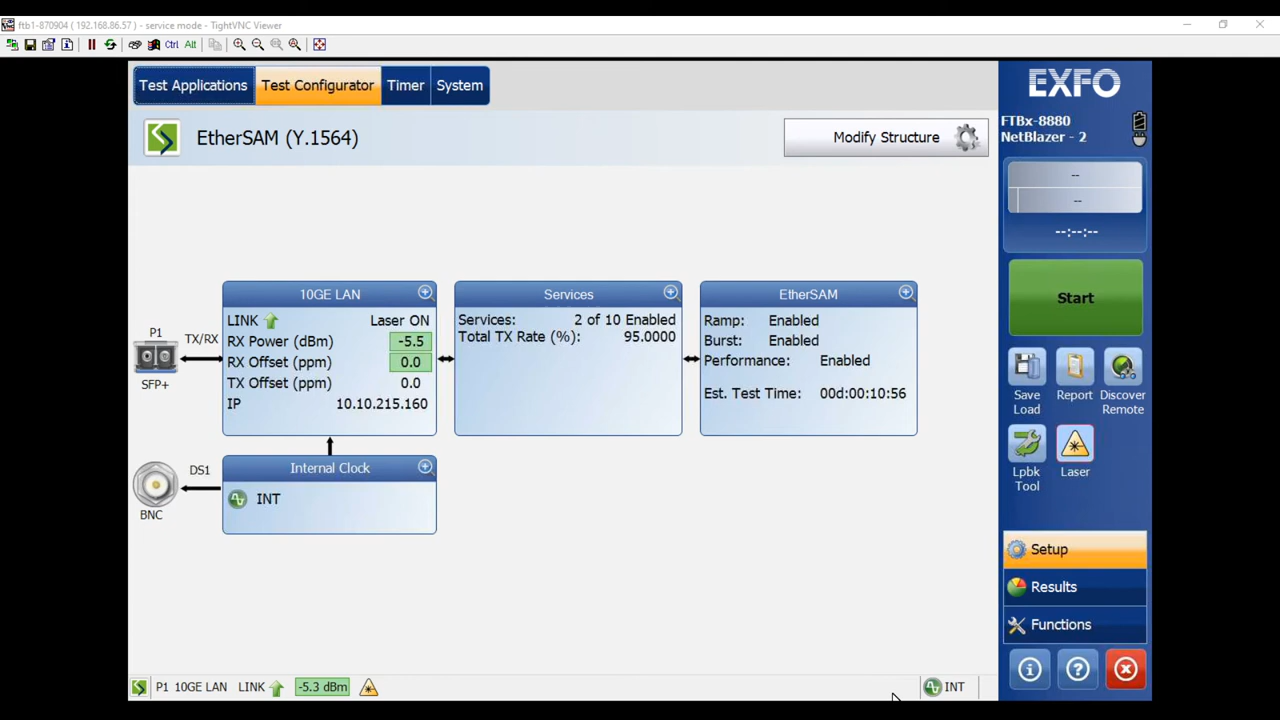 ftb1-870904 ( 192.168.86.57 ) - service mode - TightVNC Viewer
Ctrl Alt
Test Applications Test Configurator Timer System
EXFO
FTBx-8880
NetBlazer - 2
EtherSAM (Y.1564)
Modify Structure
--
--
--:--:--
Start
10GE LAN
LINK Laser ON
RX Power (dBm) -5.5
RX Offset (ppm) 0.0
TX Offset (ppm) 0.0
IP 10.10.215.160
Services
Services: 2 of 10 Enabled
Total TX Rate (%): 95.0000
EtherSAM
Ramp: Enabled
Burst: Enabled
Performance: Enabled
Est. Test Time: 00d:00:10:56
P1
TX/RX
SFP+
Internal Clock
INT
DS1
BNC
Save
Load
Report
Discover
Remote
Lpbk
Tool
Laser
Setup
Results
Functions
P1 10GE LAN LINK -5.3 dBm
INT